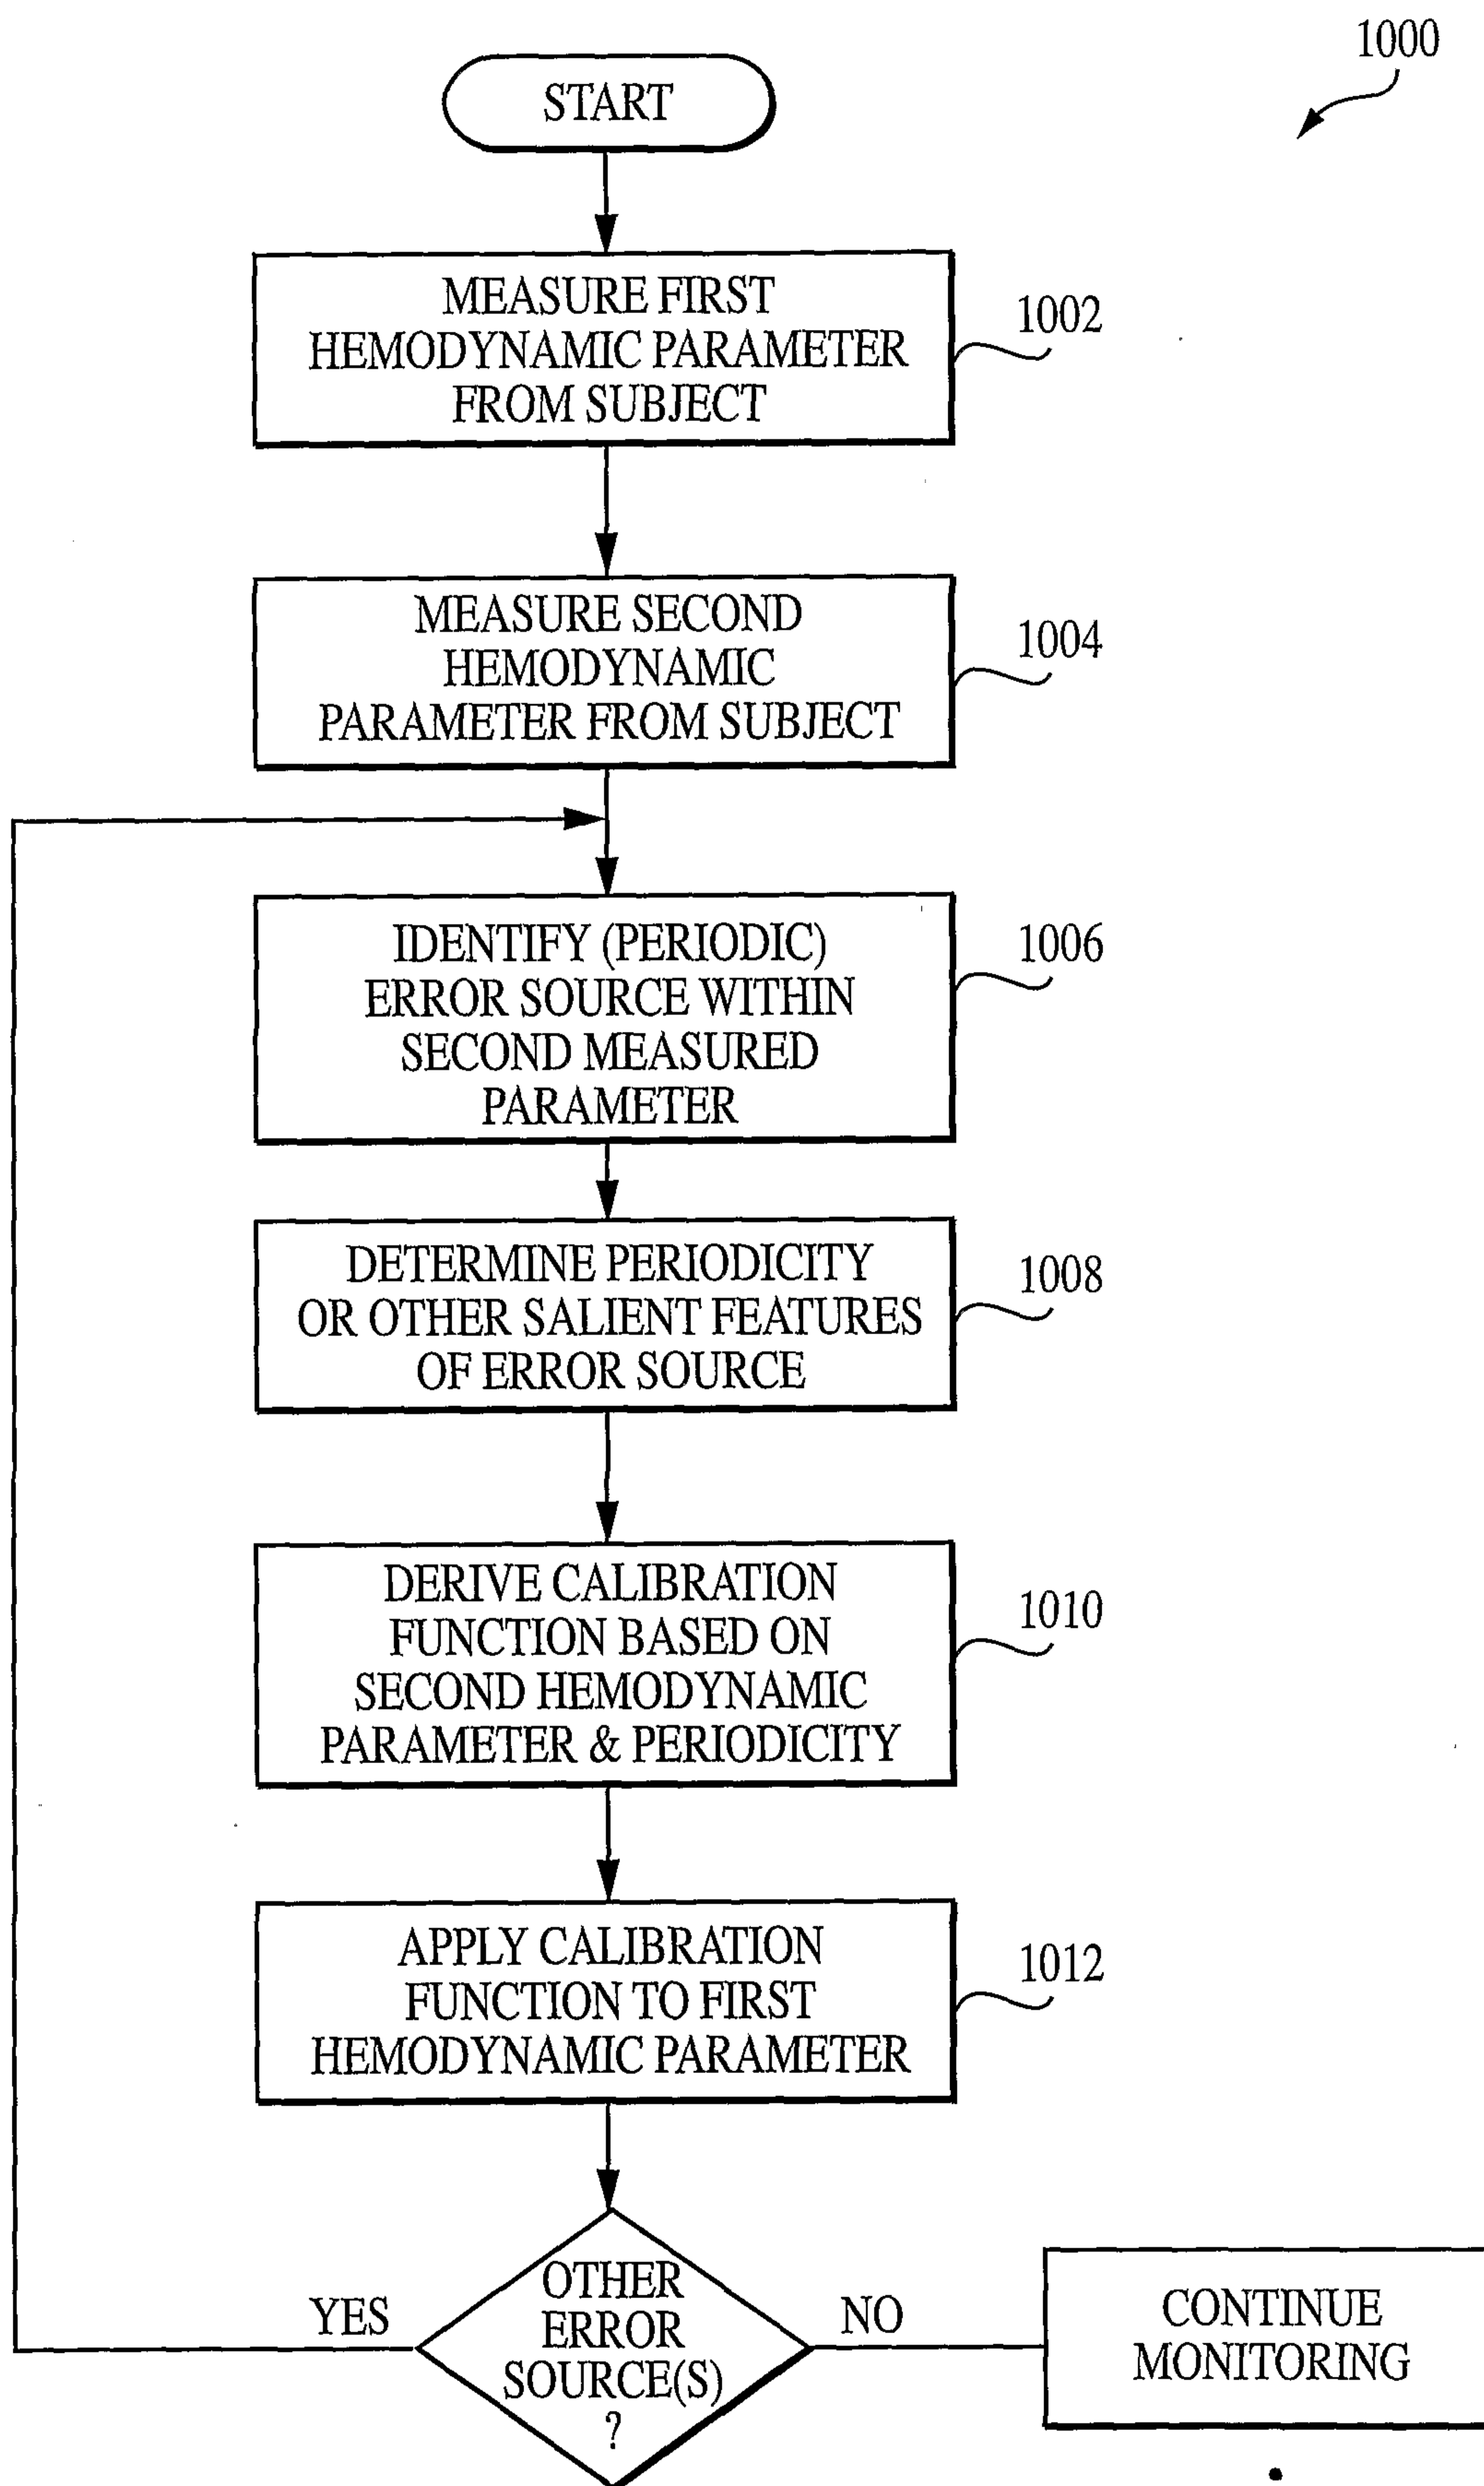 1000
START
MEASURE FIRST
HEMODYNAMIC PARAMETER
FROM SUBJECT
1002
MEASURE SECOND
HEMODYNAMIC
PARAMETER FROM SUBJECT
1004
IDENTIFY (PERIODIC)
ERROR SOURCE WITHIN
SECOND MEASURED
PARAMETER
1006
DETERMINE PERIODICITY
OR OTHER SALIENT FEATURES
OF ERROR SOURCE
1008
DERIVE CALIBRATION
FUNCTION BASED ON
SECOND HEMODYNAMIC
PARAMETER & PERIODICITY
1010
APPLY CALIBRATION
FUNCTION TO FIRST
HEMODYNAMIC PARAMETER
1012
OTHER
ERROR
SOURCE(S)
?
YES
NO
CONTINUE
MONITORING